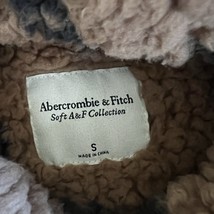 Abercrombie & Fitch
Soft A&F Collection
S
MADE IN CHINA